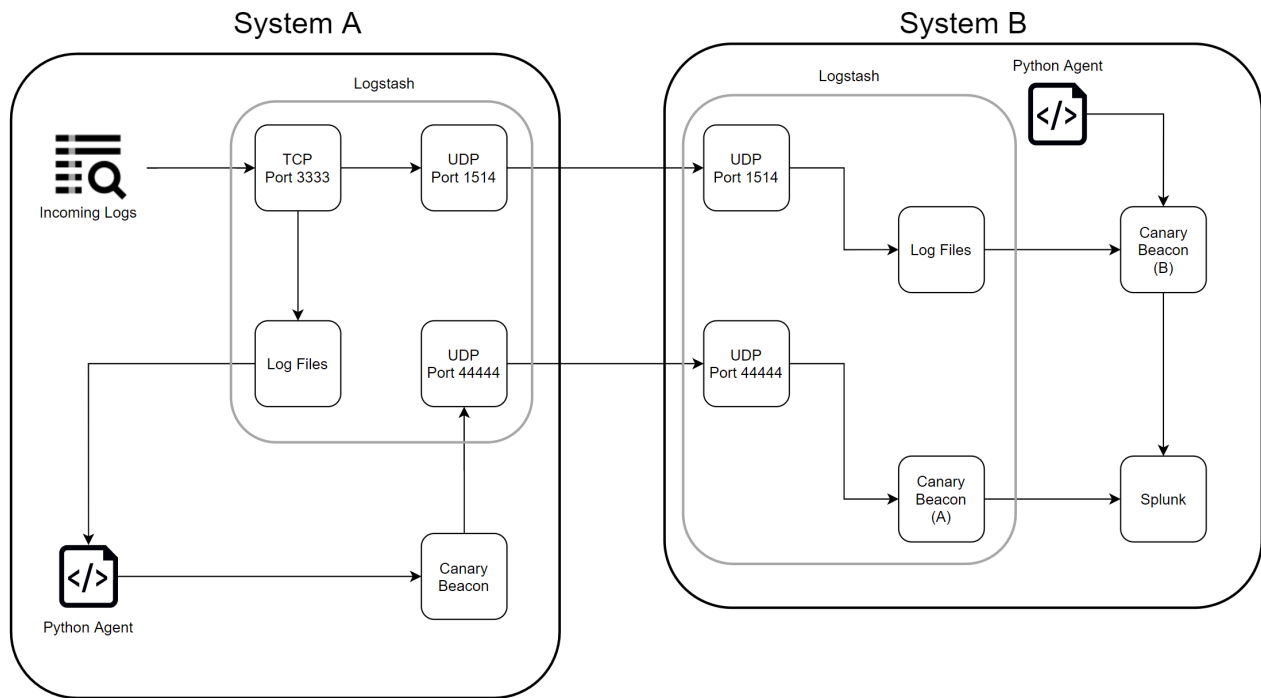 System A
System B
Logstash
Logstash
Python Agent
</>
TCP
Port 3333
UDP
Port 1514
UDP
Port 1514
Incoming Logs
Log Files
Canary
Beacon
(B)
Log Files
UDP
Port 44444
UDP
Port 44444
Canary
Beacon
(A)
Splunk
</>
Python Agent
Canary
Beacon